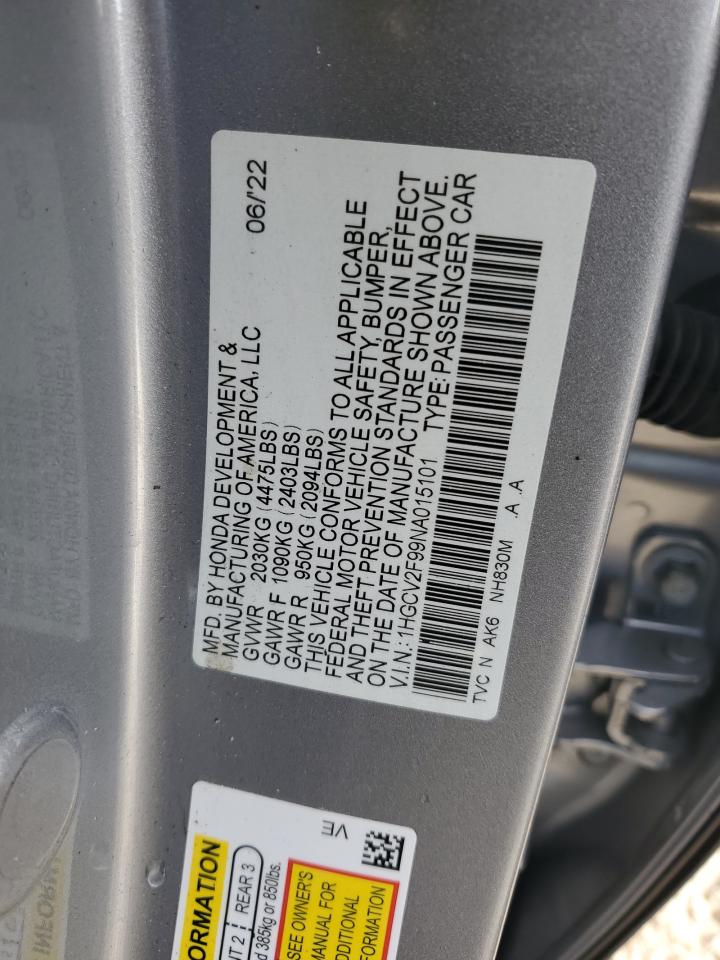 MFD. BY HONDA DEVELOPMENT &
MANUFACTURING OF AMERICA, LLC 06/'22
GVWR 2030KG (4475LBS)
GAWR F 1090KG (2403LBS)
GAWR R 950KG (2094LBS)
THIS VEHICLE CONFORMS TO ALL APPLICABLE
FEDERAL MOTOR VEHICLE SAFETY, BUMPER,
AND THEFT PREVENTION STANDARDS IN EFFECT
ON THE DATE OF MANUFACTURE SHOWN ABOVE.
V.I.N.: 1HGCV2F99NA015101 TYPE: PASSENGER CAR
TVC N AK6 NH830M .A .A
ORMATION
NT 2 REAR 3
d 385kg or 850lbs.
SEE OWNER'S
MANUAL FOR
ADDITIONAL
FORMATION
VE